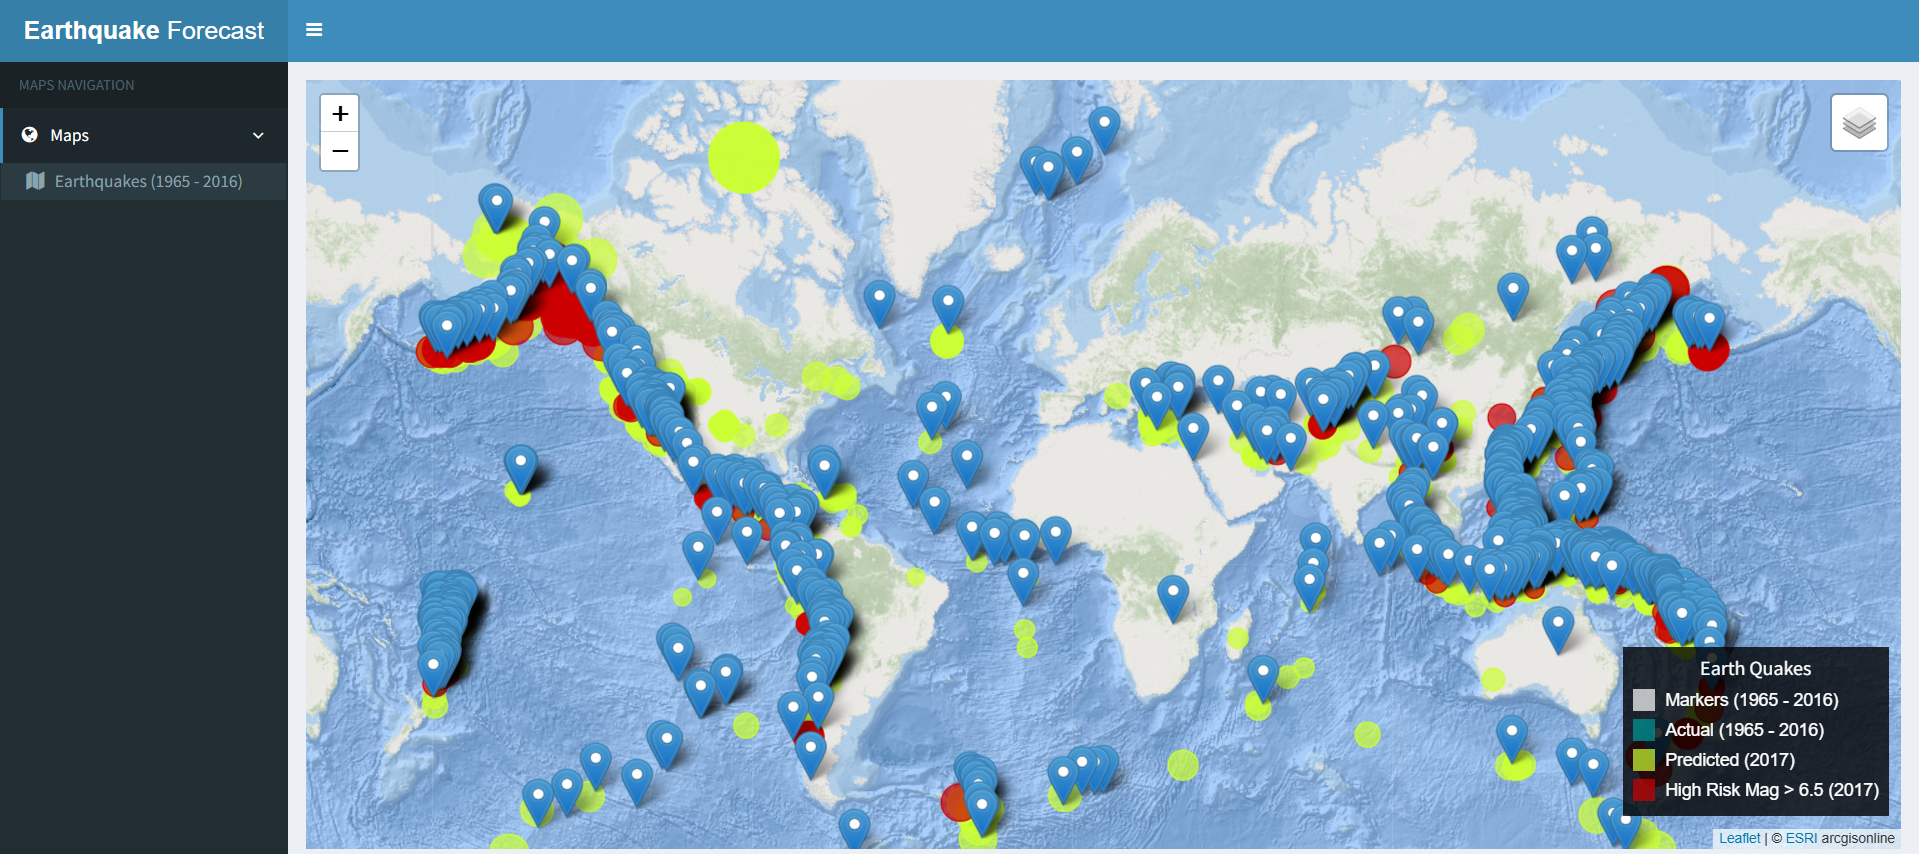 Earthquake Forecast
MAPS NAVIGATION
Maps
Earthquakes (1965 - 2016)
+
−
Earth Quakes
Markers (1965 - 2016)
Actual (1965 - 2016)
Predicted (2017)
High Risk Mag > 6.5 (2017)
Leaflet | © ESRI arcgisonline